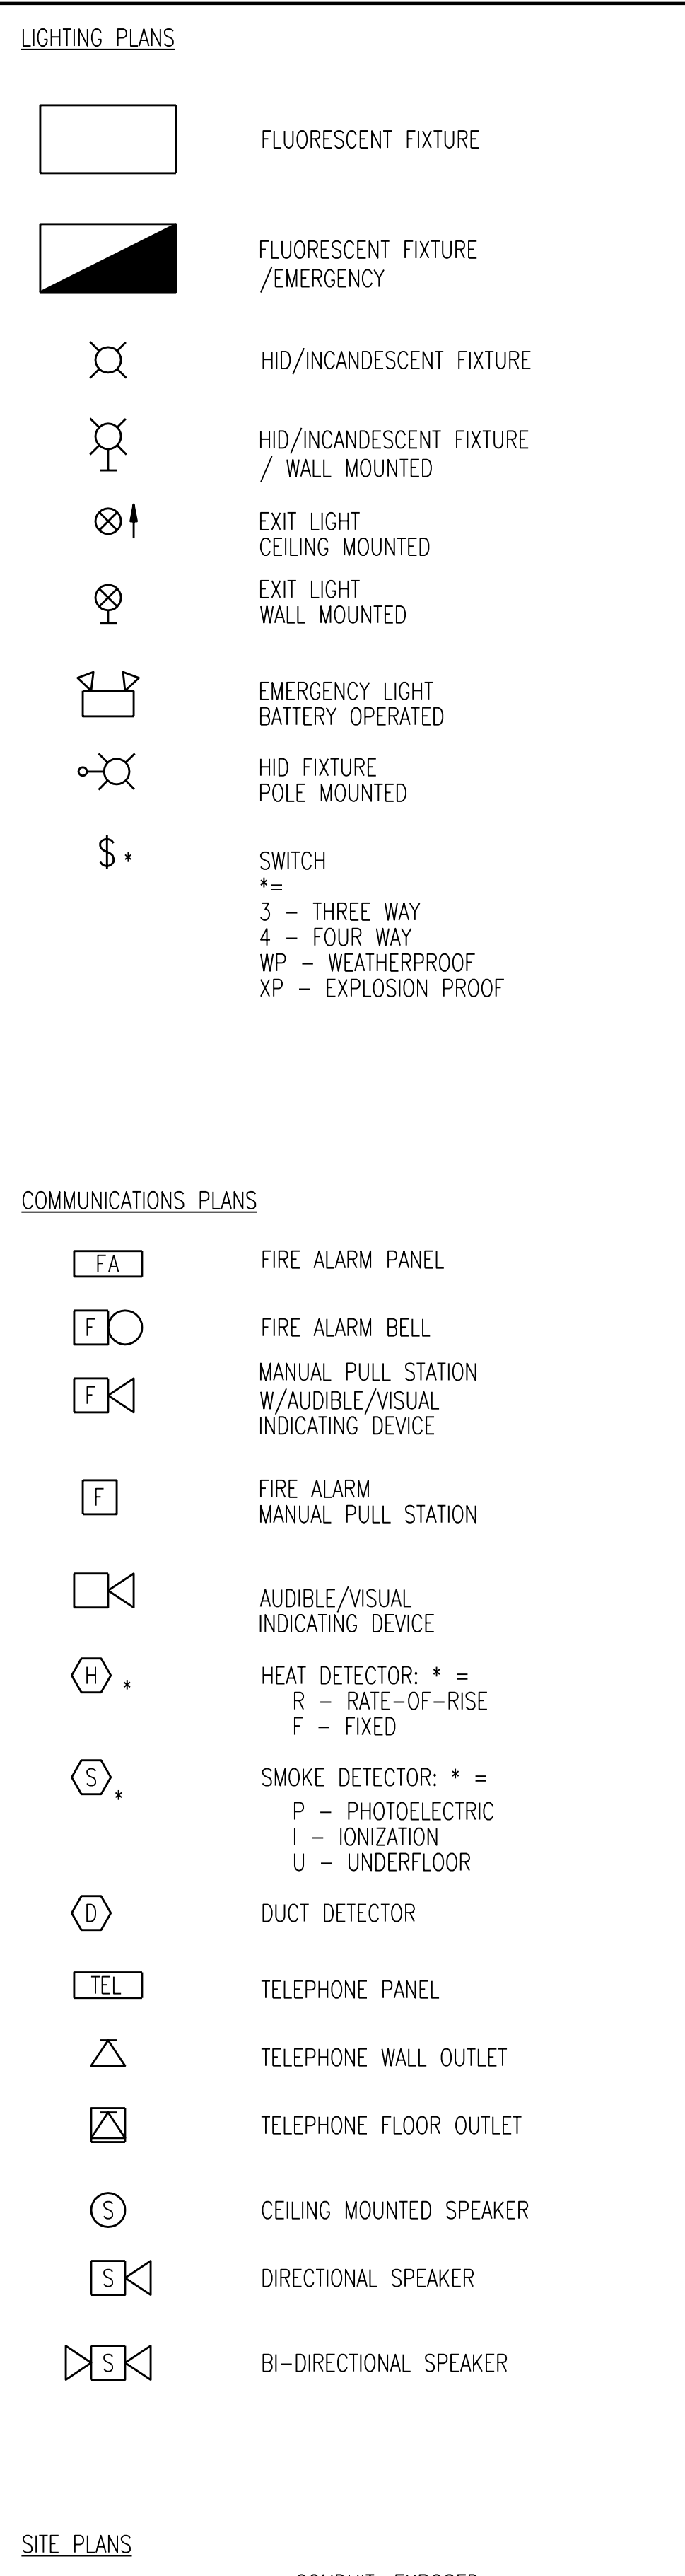 LIGHTING PLANS
FLUORESCENT FIXTURE
FLUORESCENT FIXTURE
/EMERGENCY
HID/INCANDESCENT FIXTURE
HID/INCANDESCENT FIXTURE
/ WALL MOUNTED
EXIT LIGHT
CEILING MOUNTED
EXIT LIGHT
WALL MOUNTED
EMERGENCY LIGHT
BATTERY OPERATED
HID FIXTURE
POLE MOUNTED
$ *
SWITCH
*=
3 – THREE WAY
4 – FOUR WAY
WP – WEATHERPROOF
XP – EXPLOSION PROOF
COMMUNICATIONS PLANS
FA FIRE ALARM PANEL
F FIRE ALARM BELL
MANUAL PULL STATION
F W/AUDIBLE/VISUAL
INDICATING DEVICE
F FIRE ALARM
MANUAL PULL STATION
AUDIBLE/VISUAL
INDICATING DEVICE
H * HEAT DETECTOR: * =
R – RATE-OF-RISE
F – FIXED
S * SMOKE DETECTOR: * =
P – PHOTOELECTRIC
I – IONIZATION
U – UNDERFLOOR
D DUCT DETECTOR
TEL TELEPHONE PANEL
TELEPHONE WALL OUTLET
TELEPHONE FLOOR OUTLET
S CEILING MOUNTED SPEAKER
S DIRECTIONAL SPEAKER
S BI-DIRECTIONAL SPEAKER
SITE PLANS